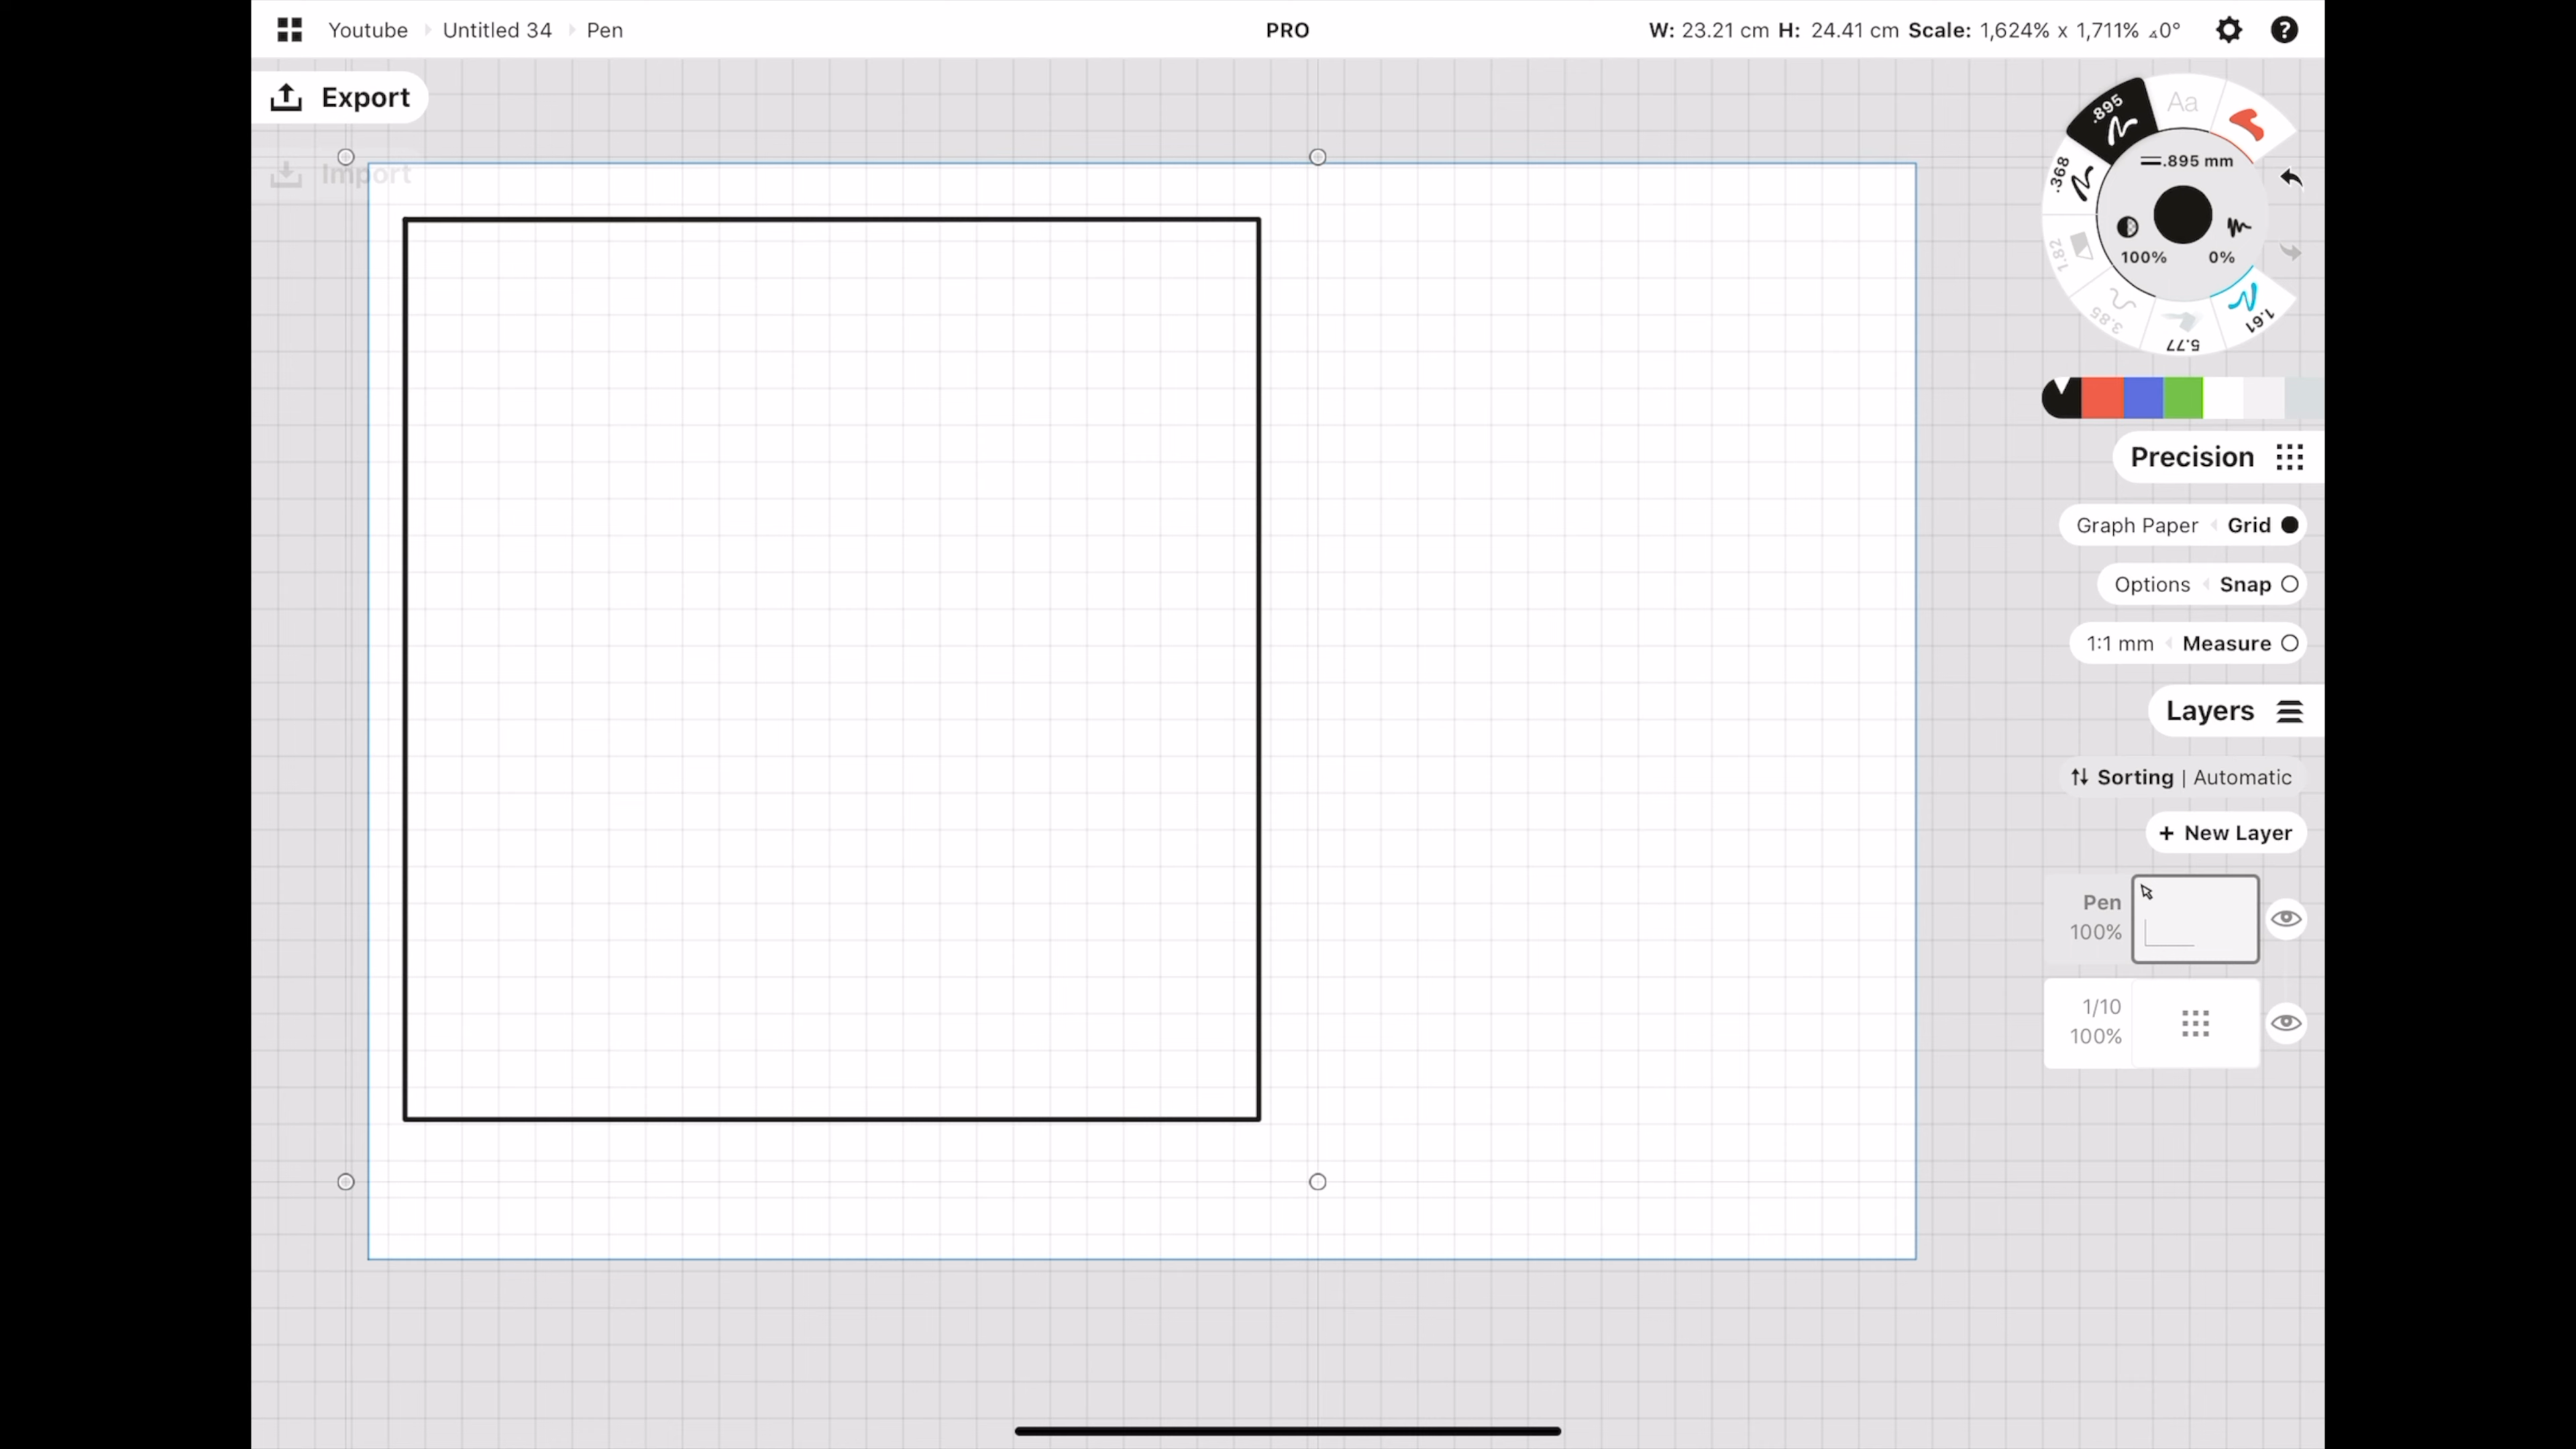 Youtube Untitled 34 Pen
PRO
W: 23.21 cm H: 24.41 cm Scale: 1,624% x 1,711% ⦟0°
Export
Import
Aa
.895
.368
1.82
3.85
5.77
1.61
.895 mm
100% 0%
Precision
Graph Paper Grid
Options Snap
1:1 mm Measure
Layers
Sorting | Automatic
+ New Layer
Pen
100%
1/10
100%